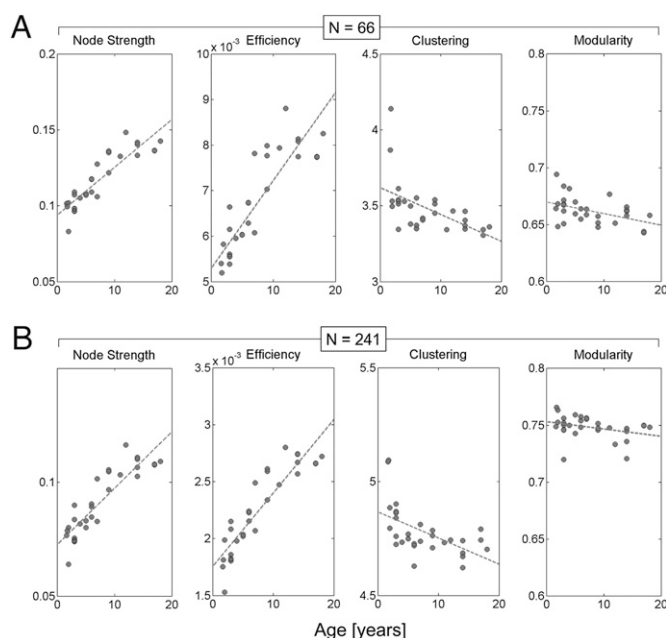 A
N = 66
Node Strength
Efficiency
Clustering
Modularity
x 10⁻³
0.2
0.15
0.1
0.05
0 10 20
10
9
8
7
6
5
0 10 20
4.5
4
3.5
3
0 10 20
0.8
0.75
0.7
0.65
0.6
0 10 20
B
N = 241
Node Strength
Efficiency
Clustering
Modularity
x 10⁻³
0.1
0.05
0 10 20
3.5
3
2.5
2
1.5
0 10 20
5.5
5
4.5
0 10 20
0.8
0.75
0.7
0.65
0.6
0 10 20
Age [years]